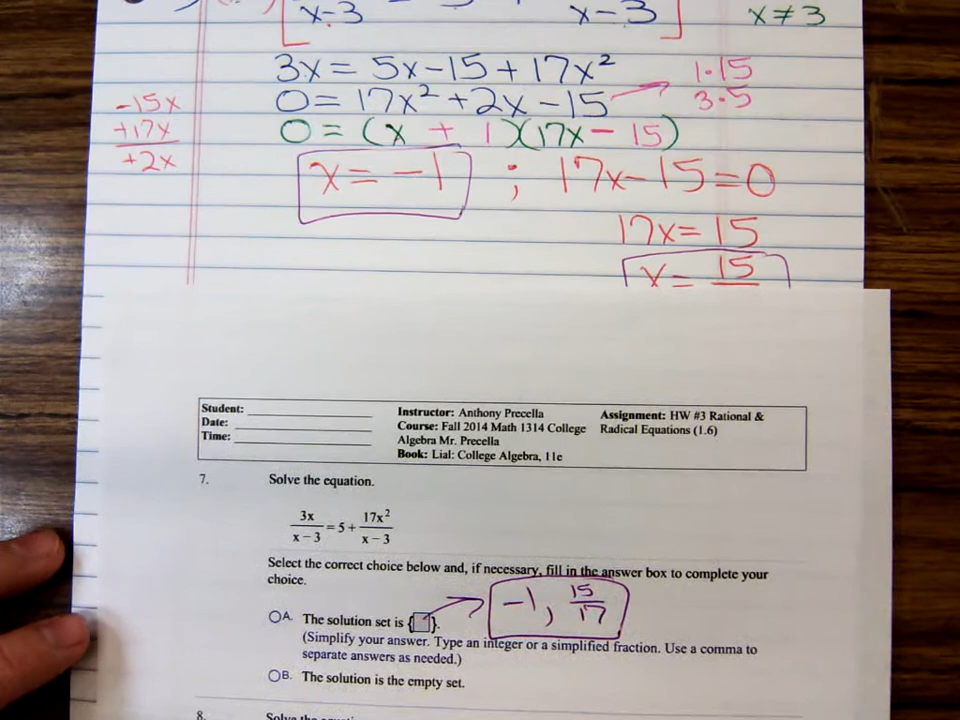 x-3 x-3 x≠3
3x = 5x-15 + 17x² 1·15
0 = 17x² +2x -15 3·5
-15x
+17x
+2x
0 = (x + 1)(17x - 15)
x = -1 ; 17x-15=0
17x = 15
x = 15
Student:
Date:
Time:
Instructor: Anthony Precella
Course: Fall 2014 Math 1314 College
Algebra Mr. Precella
Book: Lial: College Algebra, 11e
Assignment: HW #3 Rational &
Radical Equations (1.6)
7. Solve the equation.
3x/x-3 = 5 + 17x²/x-3
Select the correct choice below and, if necessary, fill in the answer box to complete your
choice.
-1, 15/17
A. The solution set is { }.
(Simplify your answer. Type an integer or a simplified fraction. Use a comma to
separate answers as needed.)
B. The solution is the empty set.
8. Solve the